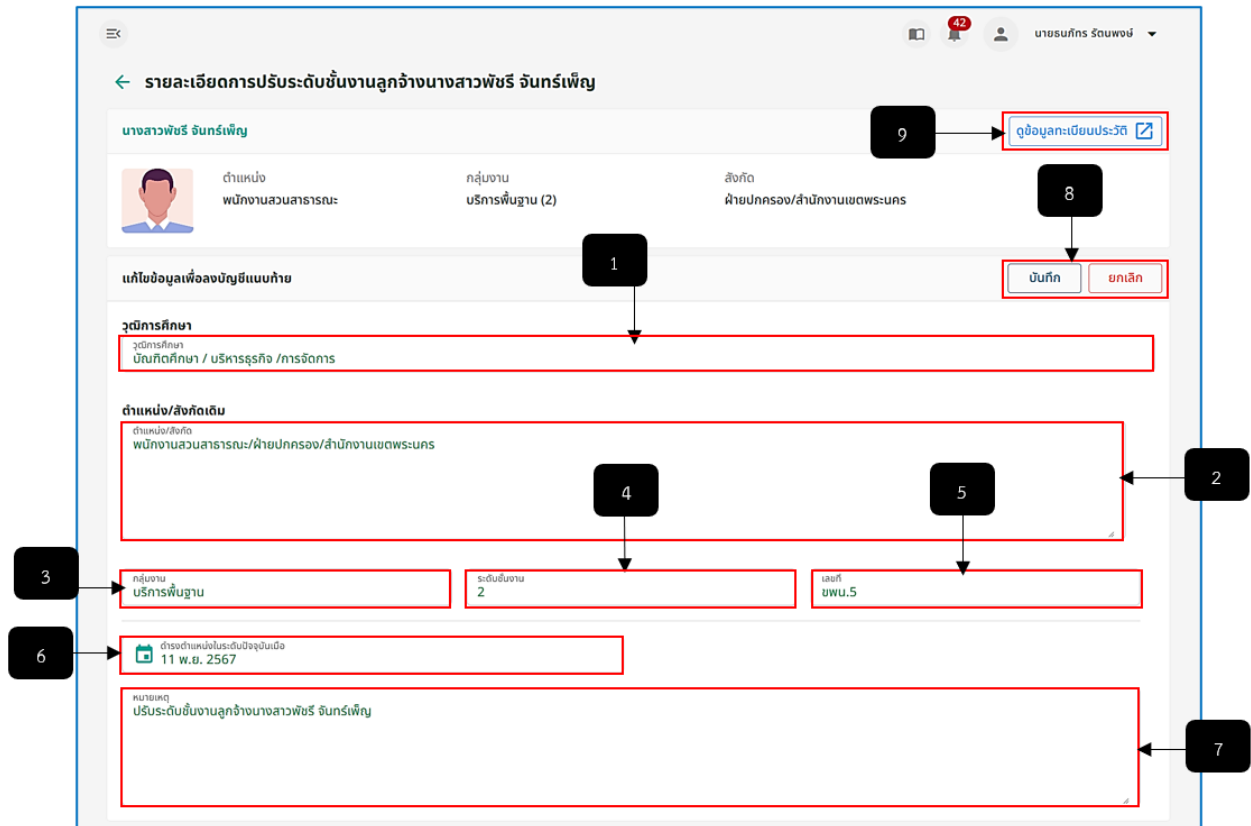 42
นายธนภัทร รัตนพงษ์
รายละเอียดการปรับระดับชั้นงานลูกจ้างนางสาวพัชรี จันทร์เพ็ญ
นางสาวพัชรี จันทร์เพ็ญ
9
ดูข้อมูลทะเบียนประวัติ
ตำแหน่ง
กลุ่มงาน
สังกัด
พนักงานสวนสาธารณะ
บริการพื้นฐาน (2)
ฝ่ายปกครอง/สำนักงานเขตพระนคร
8
1
แก้ไขข้อมูลเพื่อลงบัญชีแนบท้าย
บันทึก
ยกเลิก
วุฒิการศึกษา
วุฒิการศึกษา
บัณฑิตศึกษา / บริหารธุรกิจ /การจัดการ
ตำแหน่ง/สังกัดเดิม
ตำแหน่ง/สังกัด
พนักงานสวนสาธารณะ/ฝ่ายปกครอง/สำนักงานเขตพระนคร
2
4
5
3
กลุ่มงาน
ระดับชั้นงาน
เลขที่
บริการพื้นฐาน
2
ขพน.5
6
ดำรงตำแหน่งในระดับปัจจุบันเมื่อ
11 พ.ย. 2567
หมายเหตุ
ปรับระดับชั้นงานลูกจ้างนางสาวพัชรี จันทร์เพ็ญ
7